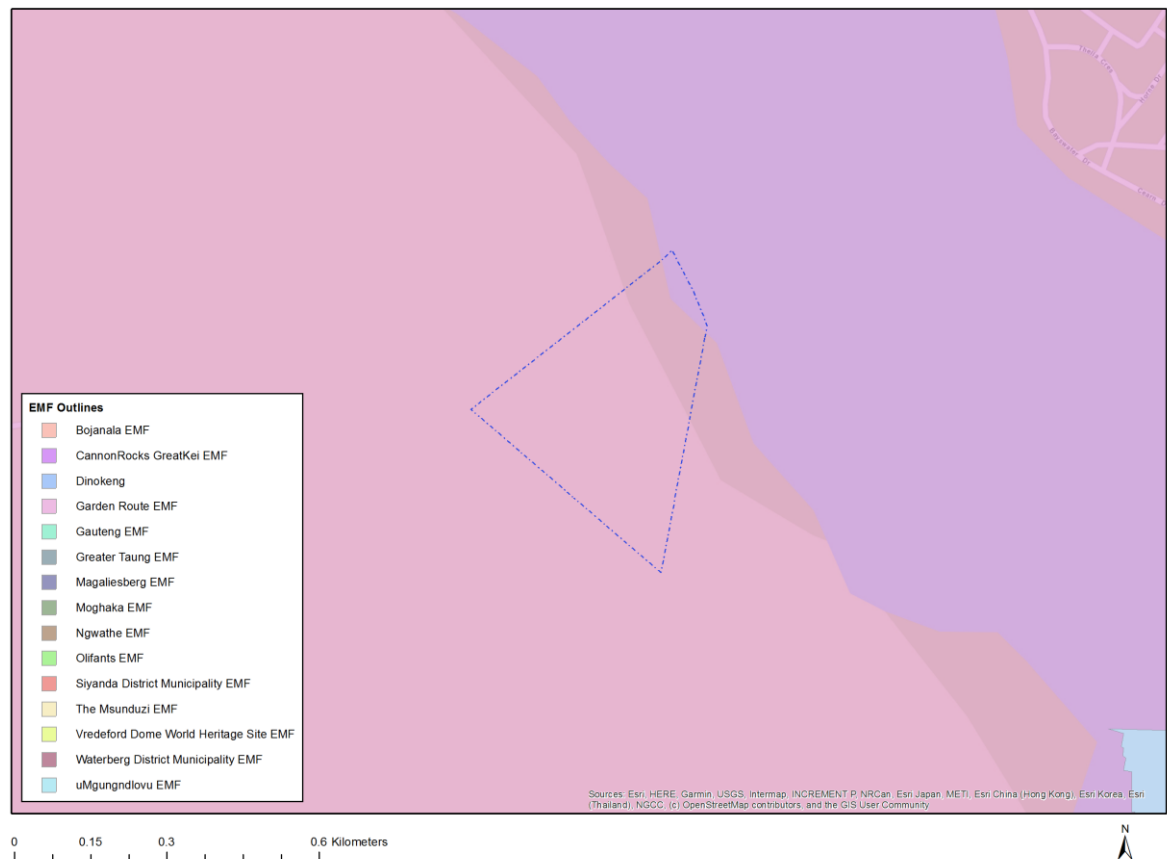 Bayswater Dr
EMF Outlines
Bojanala EMF
CannonRocks GreatKei EMF
Dinokeng
Garden Route EMF
Gauteng EMF
Greater Taung EMF
Magaliesberg EMF
Moghaka EMF
Ngwathe EMF
Olifants EMF
Siyanda District Municipality EMF
The Msunduzi EMF
Vredeford Dome World Heritage Site EMF
Waterberg District Municipality EMF
uMgungndlovu EMF
Sources: Esri, HERE, Garmin, USGS, Intermap, INCREMENT P, NRCan, Esri Japan, METI, Esri China (Hong Kong), Esri Korea, Esri
(Thailand), NGCC, (c) OpenStreetMap contributors, and the GIS User Community
0 0.15 0.3 0.6 Kilometers
N